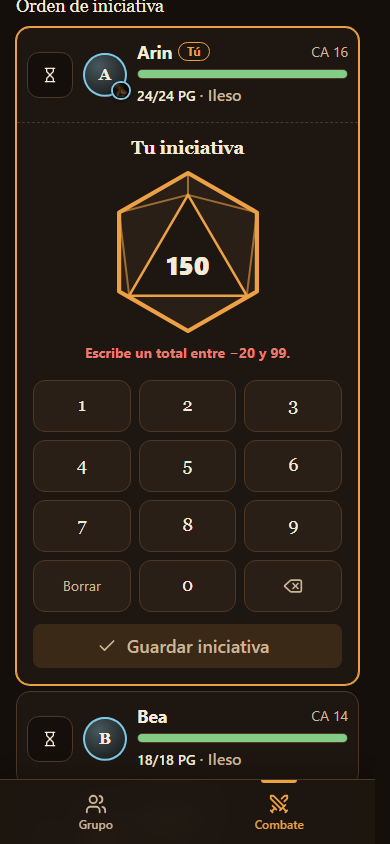 Orden de iniciativa
Arin Tú CA 16
A
24/24 PG · Ileso
Tu iniciativa
150
Escribe un total entre −20 y 99.
1 2 3
4 5 6
7 8 9
Borrar 0
Guardar iniciativa
Bea CA 14
B
18/18 PG · Ileso
Grupo Combate